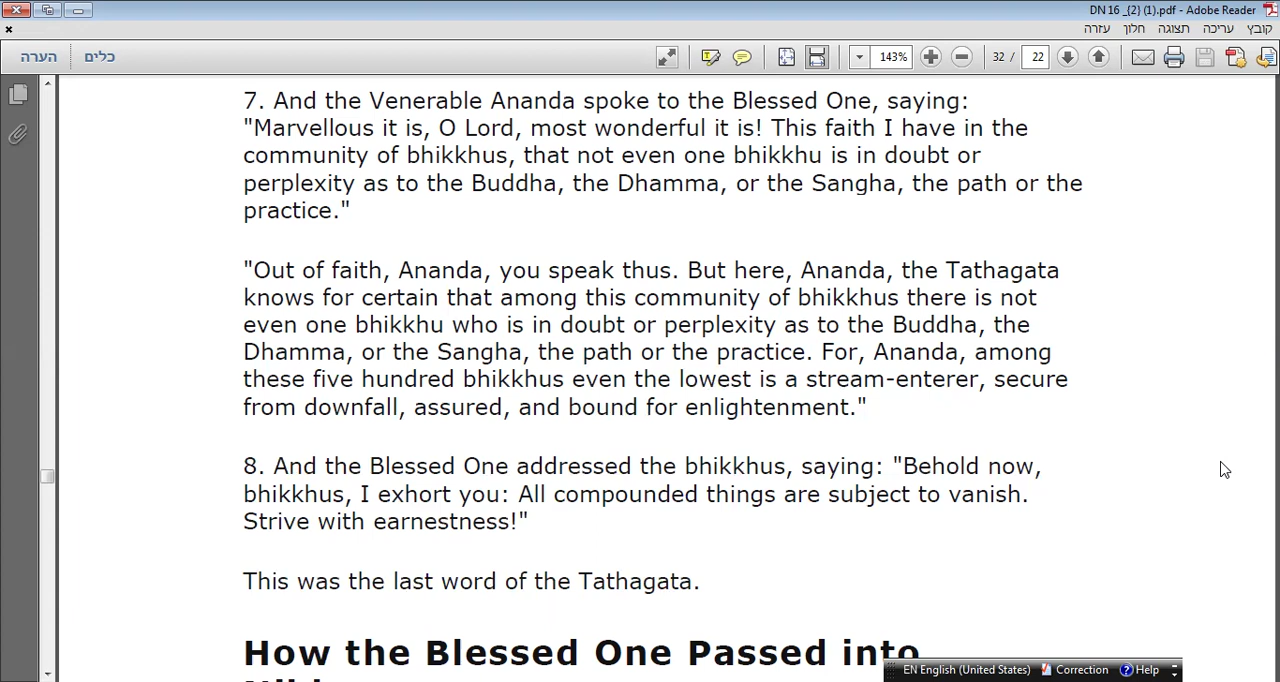 DN 16 _{2} (1).pdf - Adobe Reader
קובץ עריכה תצוגה חלון עזרה
הערה כלים 143% 32 / 22
7. And the Venerable Ananda spoke to the Blessed One, saying:
"Marvellous it is, O Lord, most wonderful it is! This faith I have in the
community of bhikkhus, that not even one bhikkhu is in doubt or
perplexity as to the Buddha, the Dhamma, or the Sangha, the path or the
practice."
"Out of faith, Ananda, you speak thus. But here, Ananda, the Tathagata
knows for certain that among this community of bhikkhus there is not
even one bhikkhu who is in doubt or perplexity as to the Buddha, the
Dhamma, or the Sangha, the path or the practice. For, Ananda, among
these five hundred bhikkhus even the lowest is a stream-enterer, secure
from downfall, assured, and bound for enlightenment."
8. And the Blessed One addressed the bhikkhus, saying: "Behold now,
bhikkhus, I exhort you: All compounded things are subject to vanish.
Strive with earnestness!"
This was the last word of the Tathagata.
How the Blessed One Passed into
EN English (United States) Correction Help